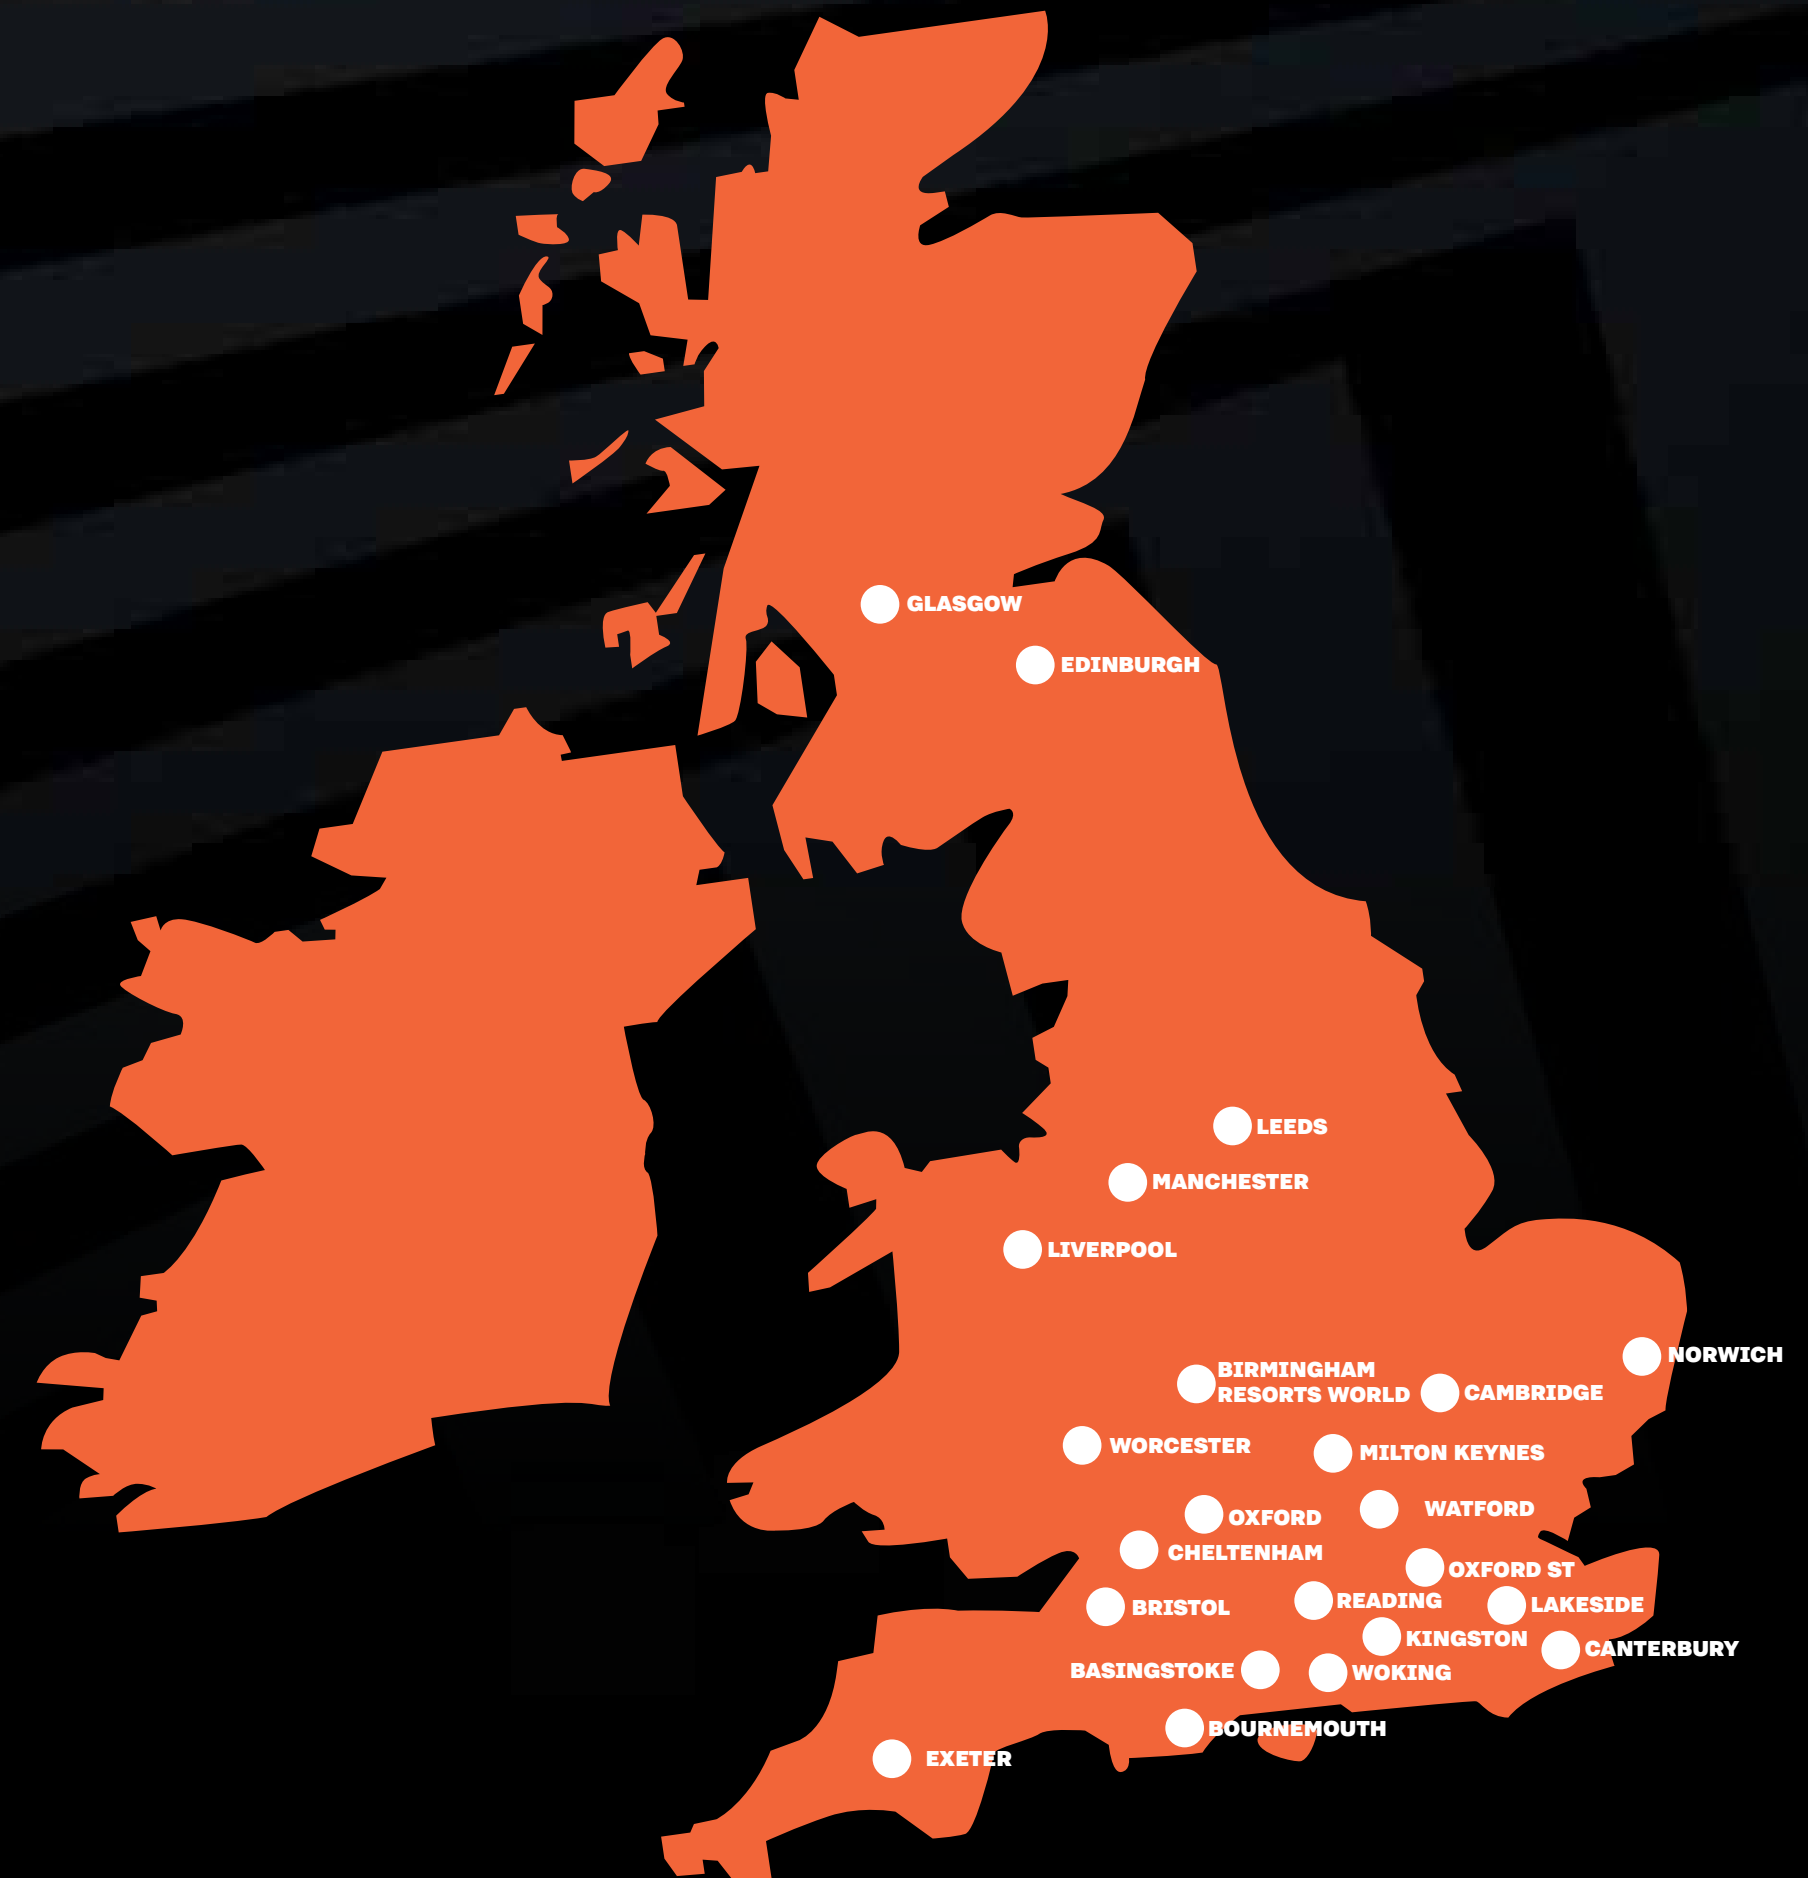 GLASGOW
EDINBURGH
LEEDS
MANCHESTER
LIVERPOOL
NORWICH
BIRMINGHAM
RESORTS WORLD
CAMBRIDGE
WORCESTER
MILTON KEYNES
WATFORD
OXFORD
CHELTENHAM
OXFORD ST
READING
LAKESIDE
BRISTOL
KINGSTON
CANTERBURY
BASINGSTOKE
WOKING
BOURNEMOUTH
EXETER